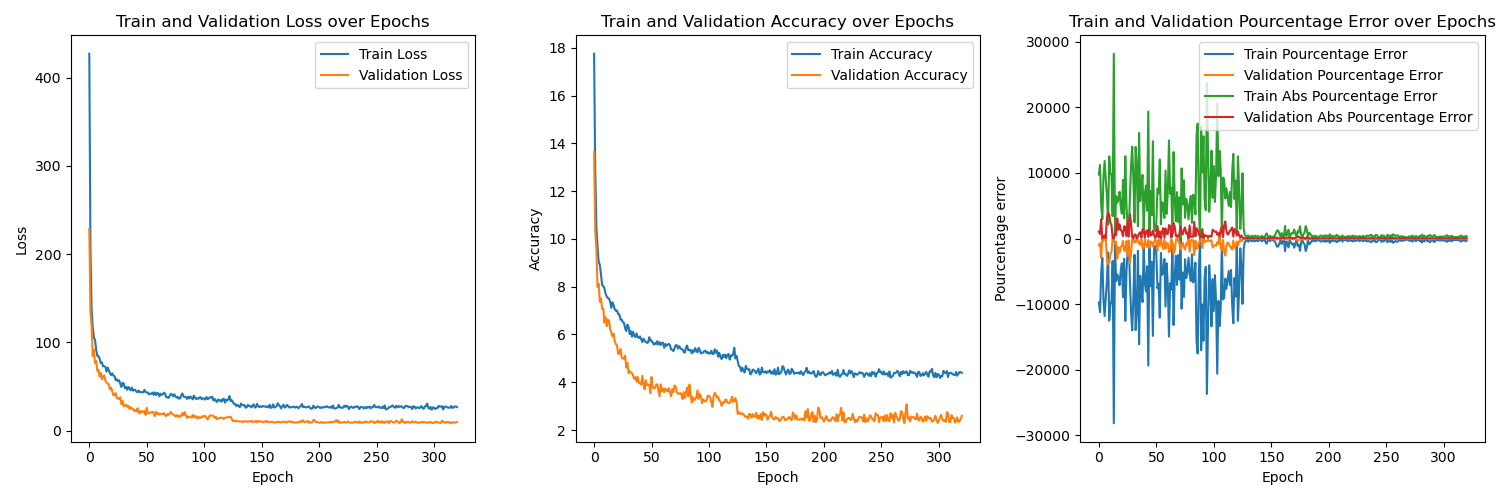 Train and Validation Loss over Epochs
Train Loss
Validation Loss
400
300
200
100
0
Loss
0 50 100 150 200 250 300
Epoch
Train and Validation Accuracy over Epochs
Train Accuracy
Validation Accuracy
18
16
14
12
10
8
6
4
2
Accuracy
0 50 100 150 200 250 300
Epoch
Train and Validation Pourcentage Error over Epochs
Train Pourcentage Error
Validation Pourcentage Error
Train Abs Pourcentage Error
Validation Abs Pourcentage Error
30000
20000
10000
0
−10000
−20000
−30000
Pourcentage error
0 50 100 150 200 250 300
Epoch